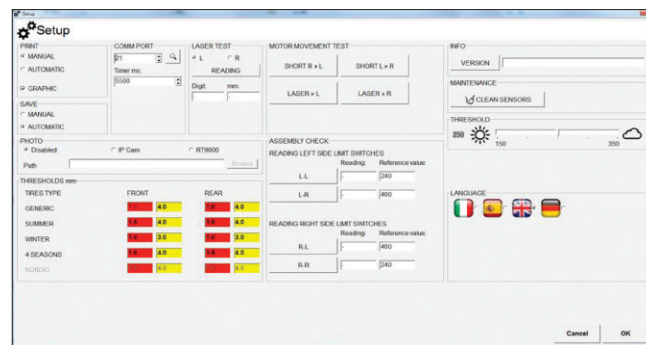 Setup
Setup
PRINT
MANUAL
AUTOMATIC
GRAPHIC
SAVE
MANUAL
AUTOMATIC
COMM PORT
21
Timer ms:
5500
LASER TEST
L R
READING
Digit: mm:
- -
MOTOR MOVEMENT TEST
SHORT R » L SHORT L » R
LASER » L LASER » R
INFO
VERSION
MAINTENANCE
CLEAN SENSORS
THRESHOLD
250
150 350
PHOTO
Disabled IP Cam RT9600
Path Browse
THRESHOLDS mm
TIRES TYPE FRONT REAR
GENERIC 4.0 1.6 4.0
SUMMER 1.6 4.0 1.6 4.0
WINTER 1.6 3.0 1.6 3.0
4 SEASONS 1.6 4.0 1.6 4.0
NORDIC 4.0 4.0
ASSEMBLY CHECK
READING LEFT SIDE LIMIT SWITCHES
Reading: Reference value
L-L - 240
L-R - 460
READING RIGHT SIDE LIMIT SWITCHES
Reading: Reference value
R-L - 460
R-R - 240
LANGUAGE
Cancel OK